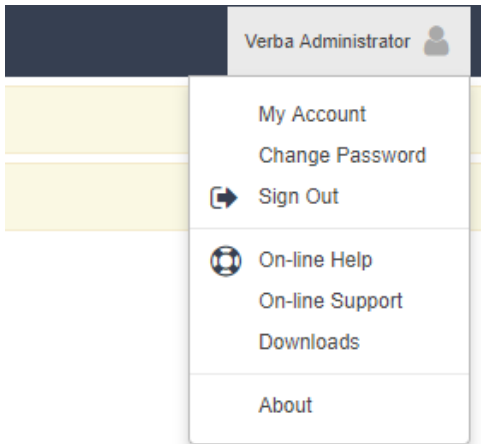 Verba Administrator
My Account
Change Password
Sign Out
On-line Help
On-line Support
Downloads
About